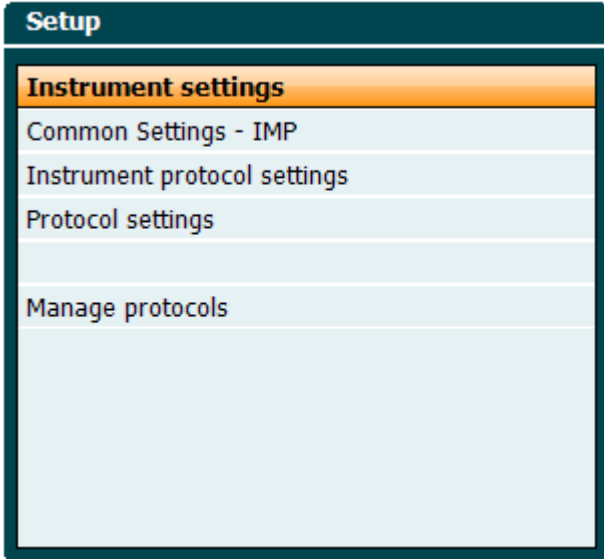 Setup
Instrument settings
Common Settings - IMP
Instrument protocol settings
Protocol settings
Manage protocols